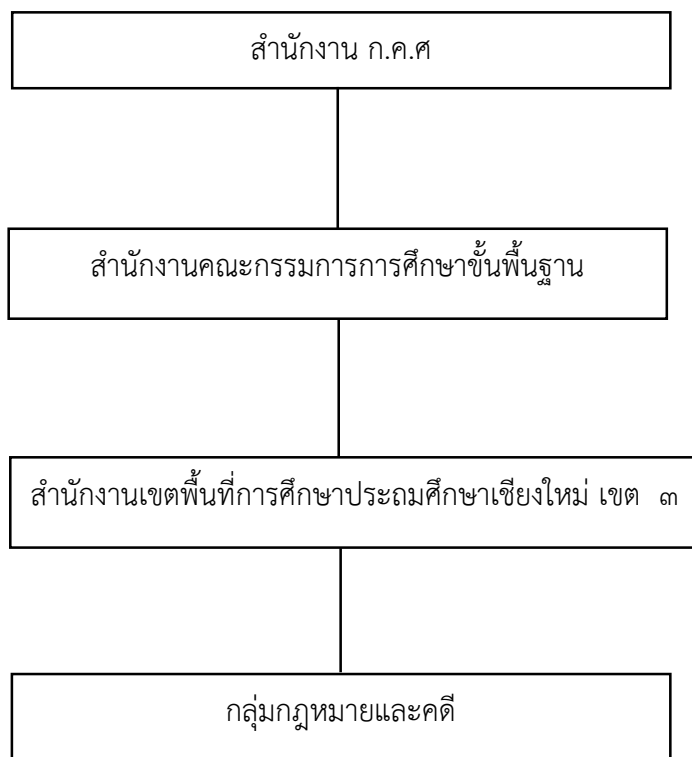 สำนักงาน ก.ค.ศ
สำนักงานคณะกรรมการการศึกษาขั้นพื้นฐาน
สำนักงานเขตพื้นที่การศึกษาประถมศึกษาเชียงใหม่ เขต ๓
กลุ่มกฎหมายและคดี